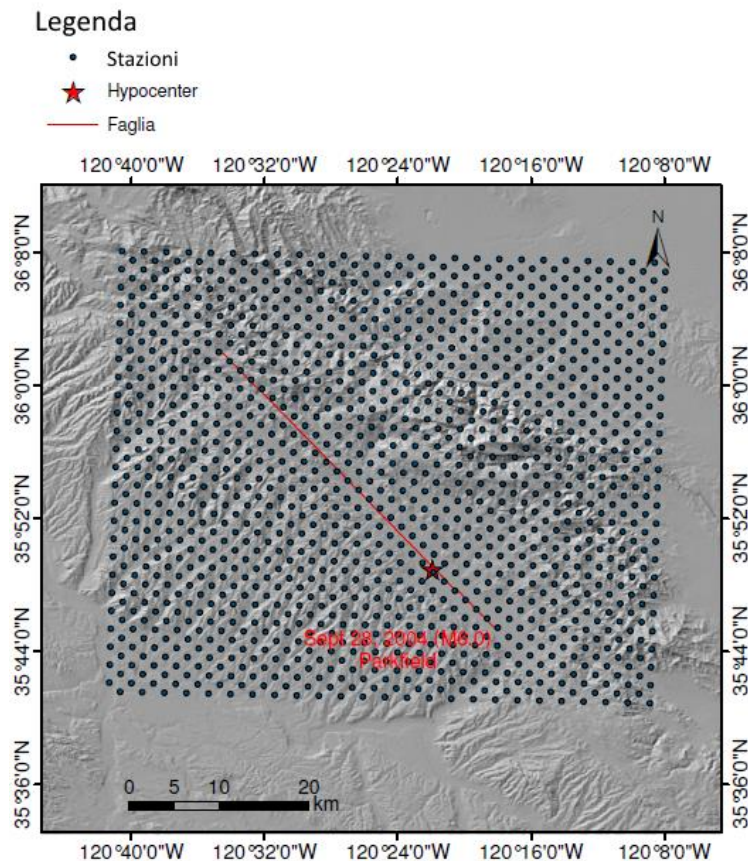 Legenda
Stazioni
Hypocenter
Faglia
120°40'0"W 120°32'0"W 120°24'0"W 120°16'0"W 120°8'0"W
N
36°8'0"N 36°8'0"N
36°0'0"N 36°0'0"N
35°52'0"N 35°52'0"N
35°44'0"N 35°44'0"N
35°36'0"N 35°36'0"N
Sept 28, 2004 (M6.0)
Parkfield
0 5 10 20
km
120°40'0"W 120°32'0"W 120°24'0"W 120°16'0"W 120°8'0"W